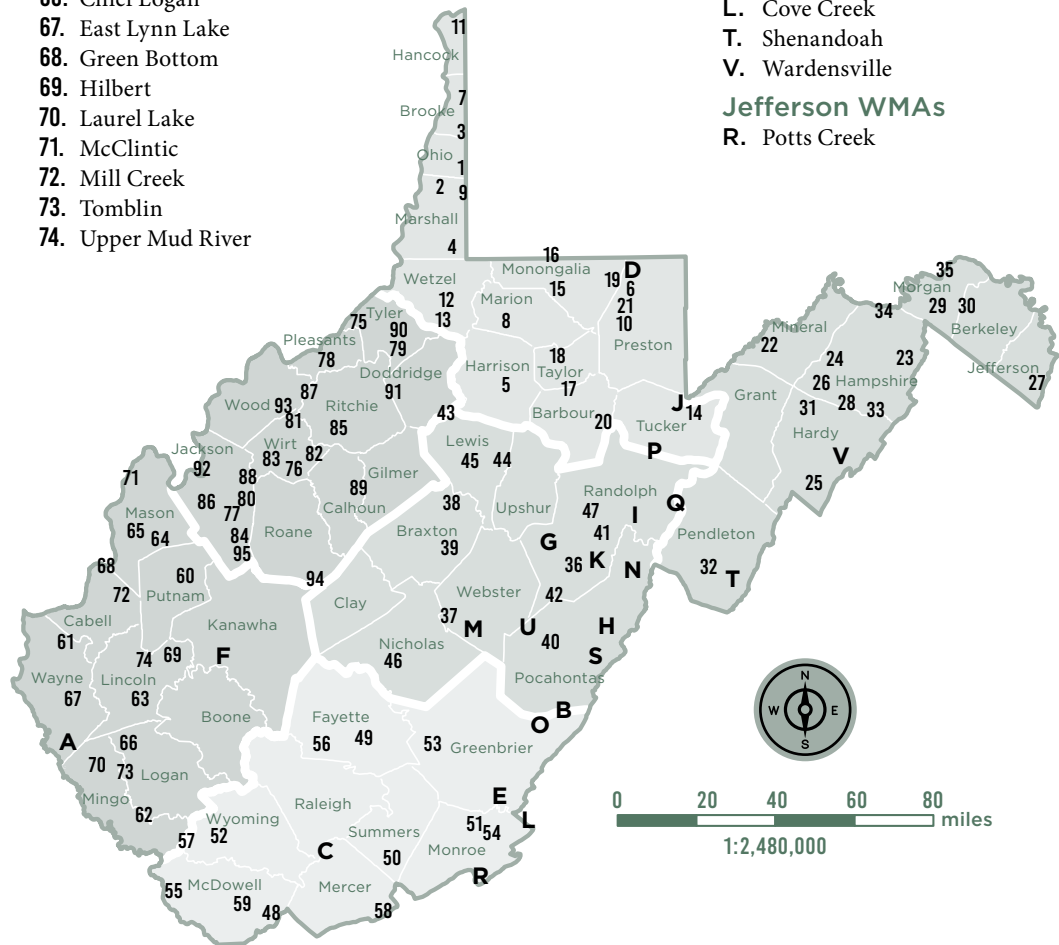 66. Chief Logan
67. East Lynn Lake
68. Green Bottom
69. Hilbert
70. Laurel Lake
71. McClintic
72. Mill Creek
73. Tomblin
74. Upper Mud River
L. Cove Creek
T. Shenandoah
V. Wardensville
Jefferson WMAs
R. Potts Creek
11
Hancock
7
Brooke
3
Ohio
1
2 9
Marshall
4
16
Wetzel
Monongalia
D
19 6
15
12
Marion
21
13
8
10
Preston
35
Morgan
29 30
34
Berkeley
Jefferson
27
Mineral
22
24
23
26 Hampshire
31 28 33
Grant
Hardy
V
25
75 Tyler
90
79
Pleasants
78
Doddridge
91
87
Wood 93
81
Ritchie
85
Harrison
5
18
Taylor
17
43
Barbour
20
J 14
Tucker
P
Jackson
92
Wirt
83 82
76
88
86 80
77
84
95
Gilmer
89
Calhoun
Roane
94
Lewis
45 44
38
Upshur
Braxton
39
Randolph
47 I
41
Q
G
36 K
N
42
Pendleton
32 T
71
Mason
65 64
68
60
72
Putnam
Cabell
61
Kanawha
74 69 F
Wayne
67
Lincoln
63
Boone
Clay
Webster
37 M
U
40
H
S
Nicholas
46
Pocahontas
B
O
A
66
70 73 Logan
Mingo
62
Fayette
56 49
53
Greenbrier
57
Wyoming
52
Raleigh
Summers
C
50
E
L
51 54
Monroe
R
55
McDowell
59 48
Mercer
58
N
W E
S
0 20 40 60 80 miles
1:2,480,000